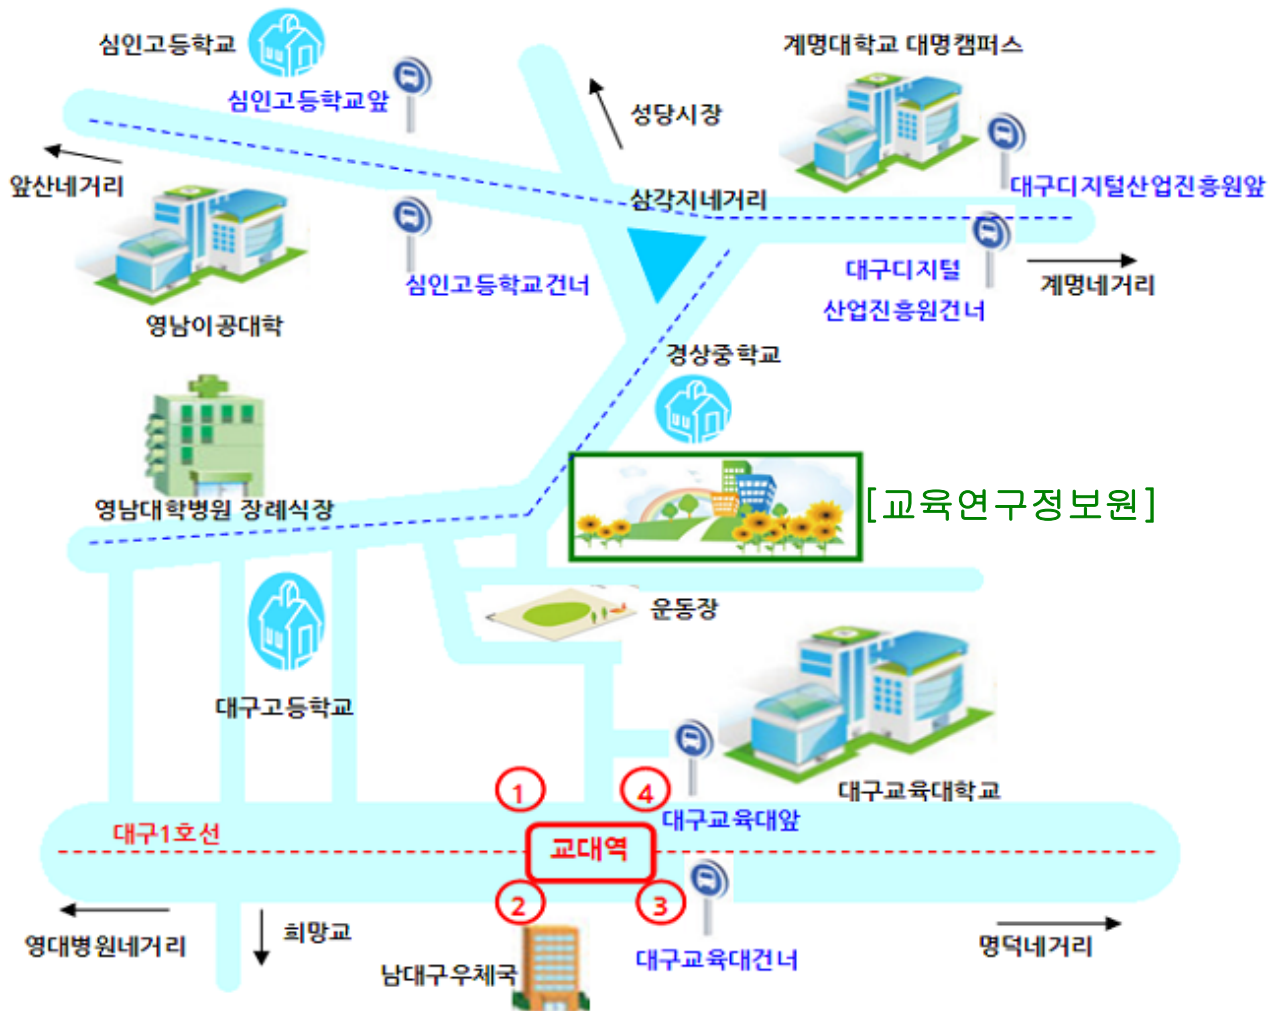 심인고등학교
계명대학교 대명캠퍼스
심인고등학교앞
성당시장
앞산네거리
삼각지네거리
대구디지털산업진흥원앞
심인고등학교건너
대구디지털
산업진흥원건너
계명네거리
영남이공대학
경상중학교
영남대학병원 장례식장
[교육연구정보원]
운동장
대구고등학교
대구교육대학교
1
4
대구교육대앞
대구1호선
교대역
2
3
영대병원네거리
희망교
남대구우체국
대구교육대건너
명덕네거리